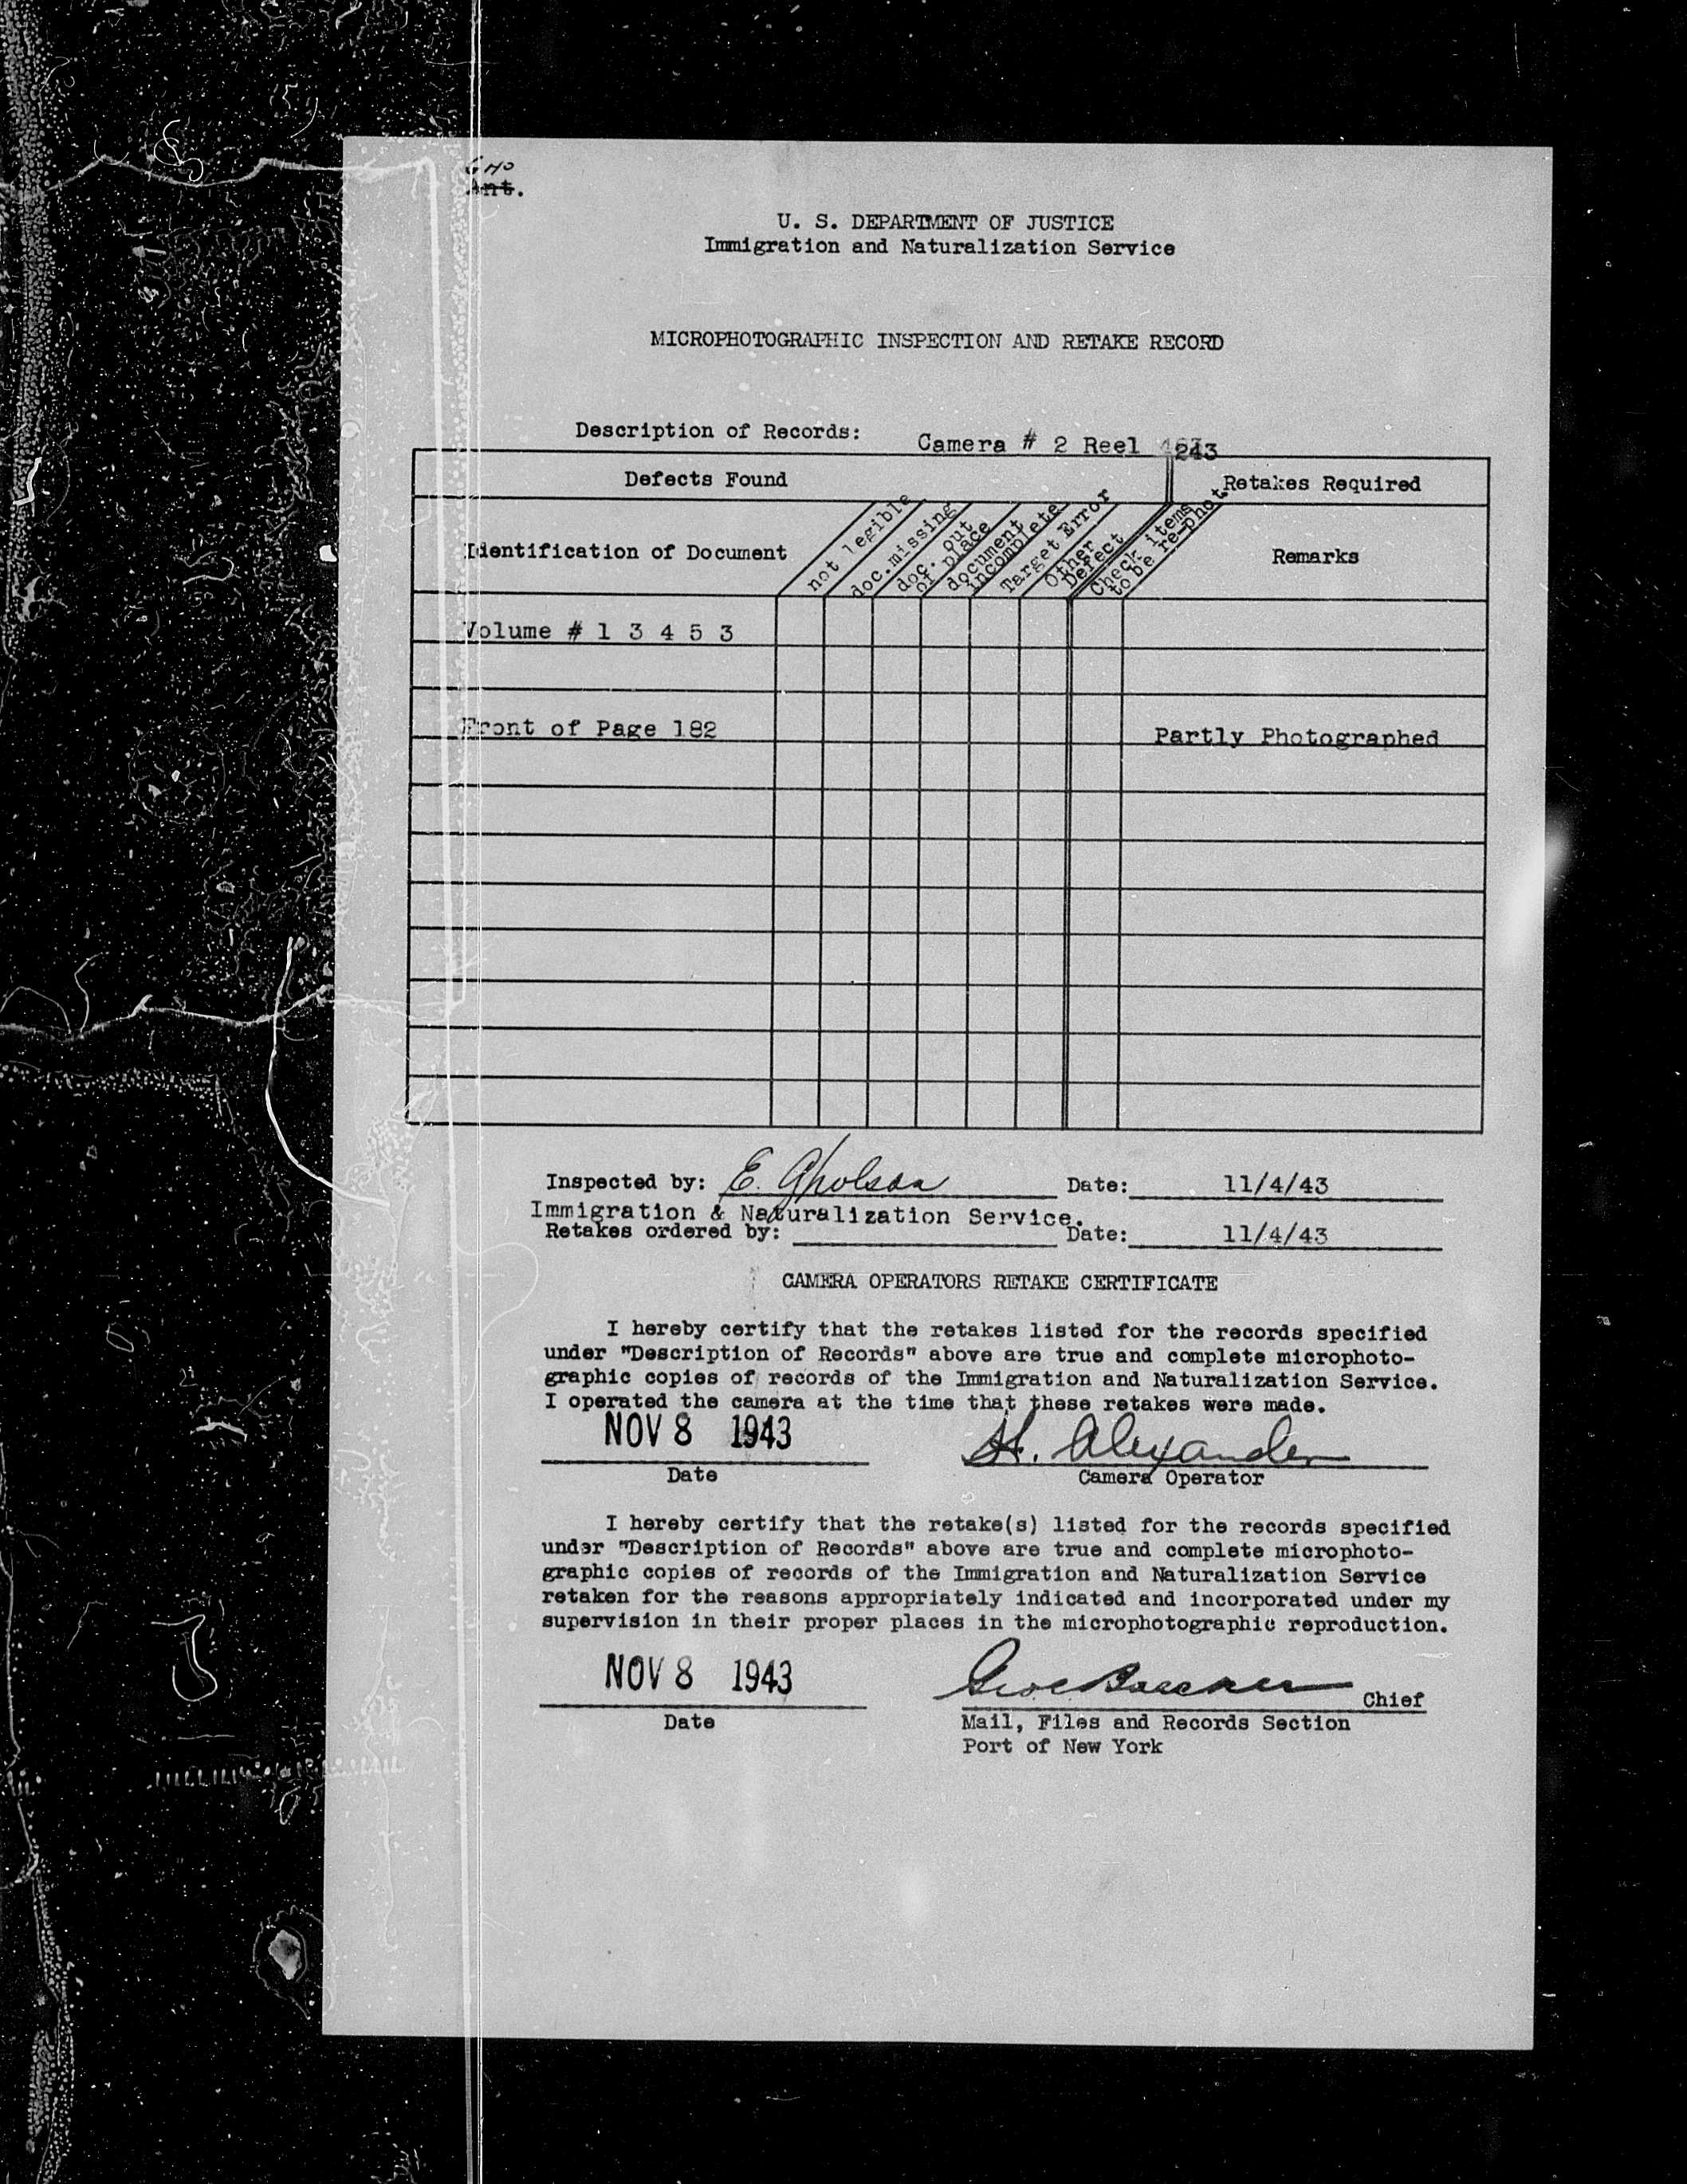 GHO
Ant.
U. S. DEPARTMENT OF JUSTICE
Immigration and Naturalization Service
MICROPHOTOGRAPHIC INSPECTION AND RETAKE RECORD
Description of Records: Camera # 2 Reel 243
Defects Found Retakes Required
Identification of Document not legible doc.missing doc. out of place document incomplete Target Error Other Defect Check items to be re-phot. Remarks
Volume # 1 3 4 5 3
Front of Page 182 Partly Photographed
Inspected by: E. Gholson Date: 11/4/43
Immigration & Naturalization Service.
Retakes ordered by: Date: 11/4/43
CAMERA OPERATORS RETAKE CERTIFICATE
I hereby certify that the retakes listed for the records specified
under "Description of Records" above are true and complete microphoto-
graphic copies of records of the Immigration and Naturalization Service.
I operated the camera at the time that these retakes were made.
NOV 8 1943 H. Alexander
Date Camera Operator
I hereby certify that the retake(s) listed for the records specified
under "Description of Records" above are true and complete microphoto-
graphic copies of records of the Immigration and Naturalization Service
retaken for the reasons appropriately indicated and incorporated under my
supervision in their proper places in the microphotographic reproduction.
NOV 8 1943 Chief
Date Mail, Files and Records Section
Port of New York